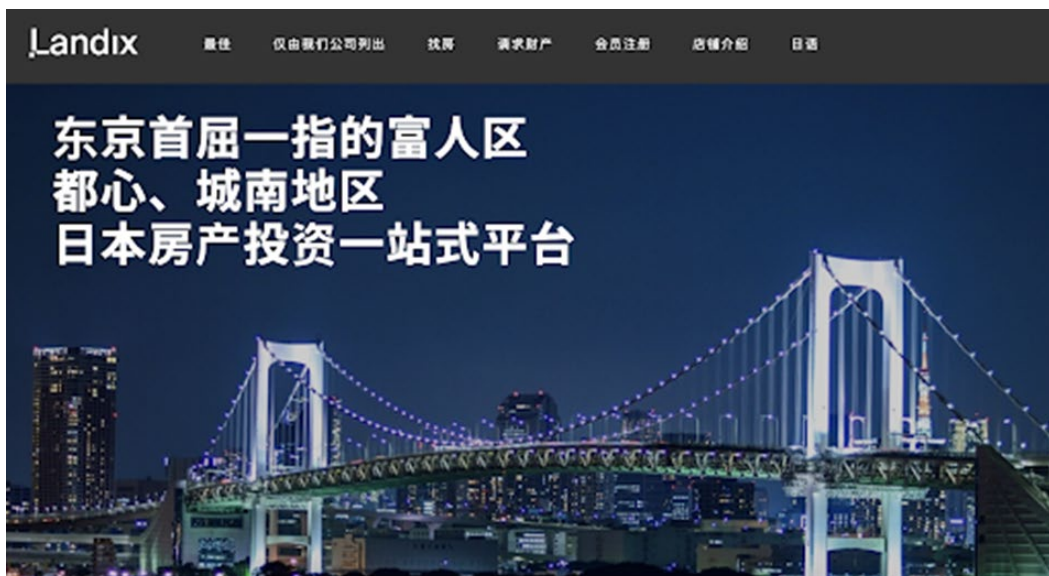 Landix
最佳 仅由我们公司列出 找房 请求财产 会员注册 店铺介绍 日语
东京首屈一指的富人区
都心、城南地区
日本房产投资一站式平台